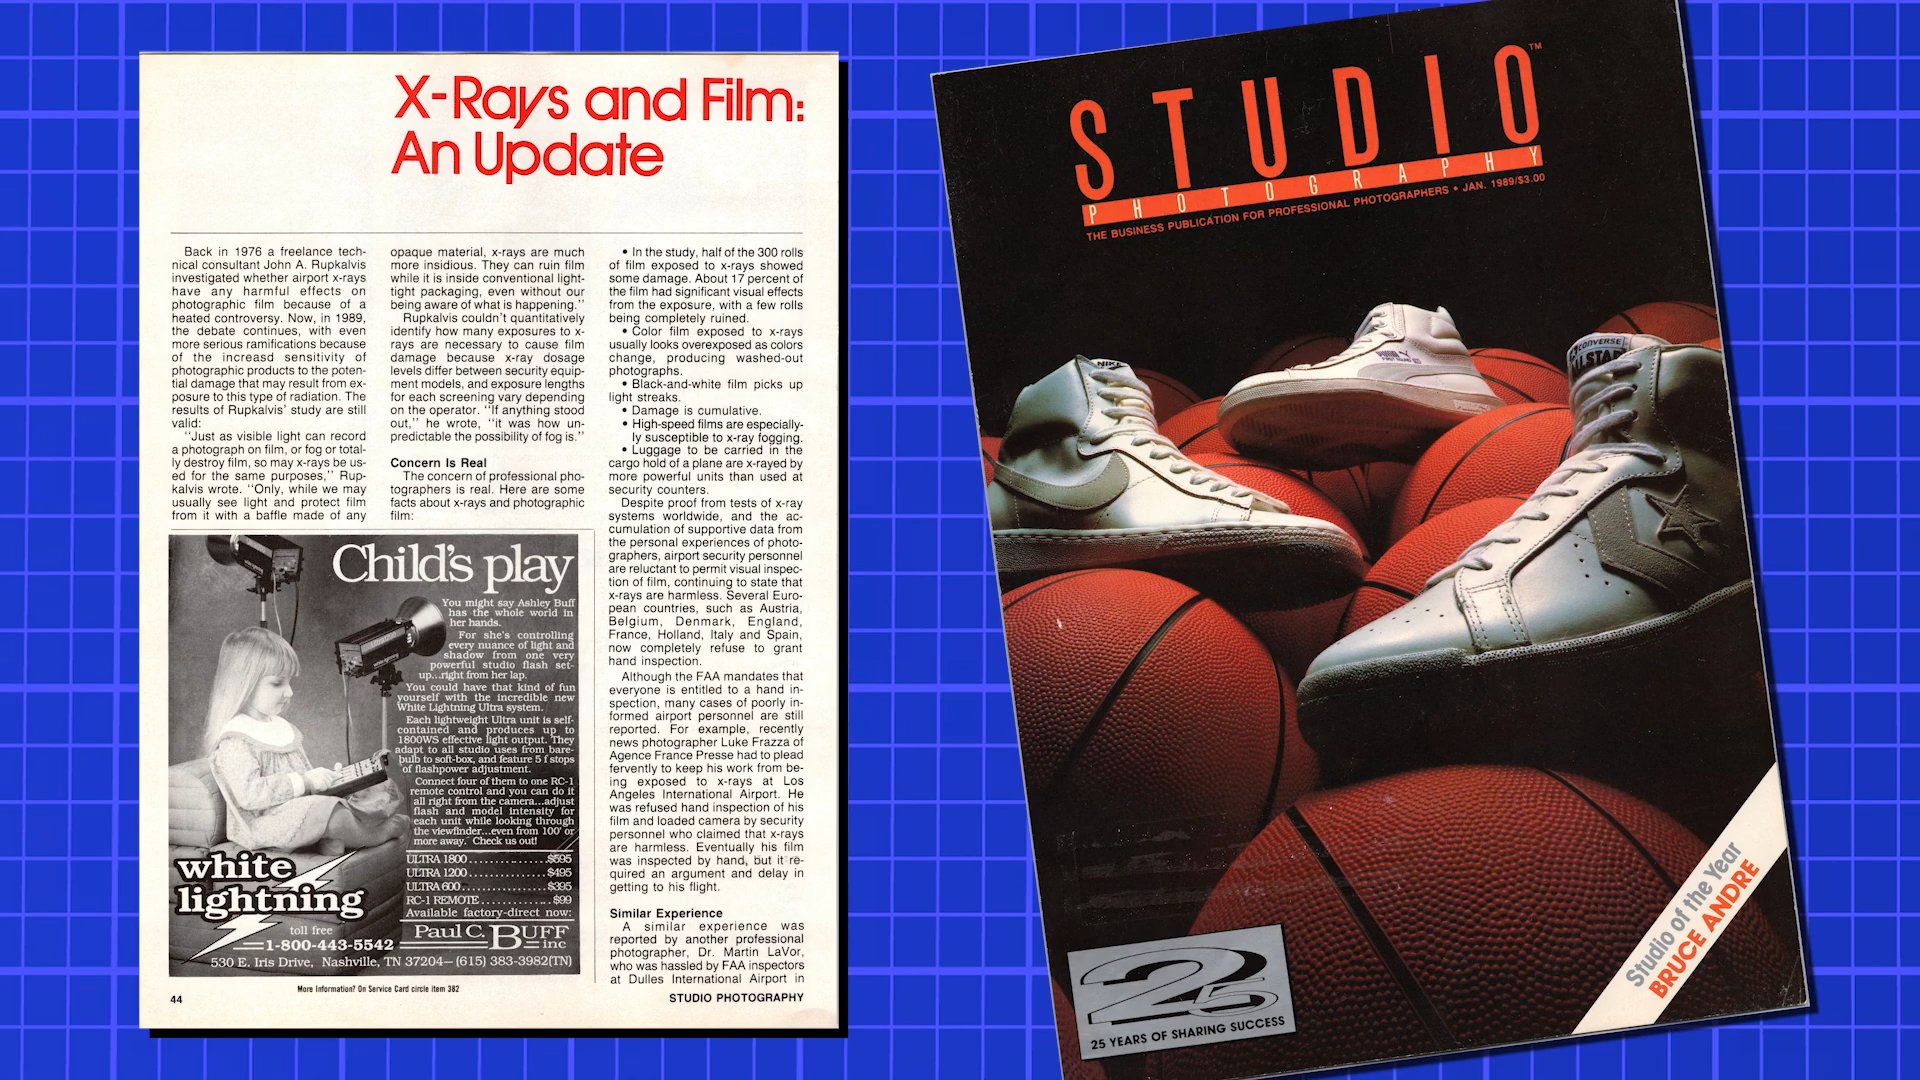 X-Rays and Film:
An Update
Back in 1976 a freelance tech-
nical consultant John A. Rupkalvis
investigated whether airport x-rays
have any harmful effects on
photographic film because of a
heated controversy. Now, in 1989,
the debate continues, with even
more serious ramifications because
of the increasd sensitivity of
photographic products to the poten-
tial damage that may result from ex-
posure to this type of radiation. The
results of Rupkalvis' study are still
valid:
"Just as visible light can record
a photograph on film, or fog or total-
ly destroy film, so may x-rays be us-
ed for the same purposes," Rup-
kalvis wrote. "Only, while we may
usually see light and protect film
from it with a baffle made of any
opaque material, x-rays are much
more insidious. They can ruin film
while it is inside conventional light-
tight packaging, even without our
being aware of what is happening."
Rupkalvis couldn't quantitatively
identify how many exposures to x-
rays are necessary to cause film
damage because x-ray dosage
levels differ between security equip-
ment models, and exposure lengths
for each screening vary depending
on the operator. "If anything stood
out," he wrote, "it was how un-
predictable the possibility of fog is."
Concern Is Real
The concern of professional pho-
tographers is real. Here are some
facts about x-rays and photographic
film:
• In the study, half of the 300 rolls
of film exposed to x-rays showed
some damage. About 17 percent of
the film had significant visual effects
from the exposure, with a few rolls
being completely ruined.
• Color film exposed to x-rays
usually looks overexposed as colors
change, producing washed-out
photographs.
• Black-and-white film picks up
light streaks.
• Damage is cumulative.
• High-speed films are especial-
ly susceptible to x-ray fogging.
• Luggage to be carried in the
cargo hold of a plane are x-rayed by
more powerful units than used at
security counters.
Despite proof from tests of x-ray
systems worldwide, and the ac-
cumulation of supportive data from
the personal experiences of photo-
graphers, airport security personnel
are reluctant to permit visual inspec-
tion of film, continuing to state that
x-rays are harmless. Several Euro-
pean countries, such as Austria,
Belgium, Denmark, England,
France, Holland, Italy and Spain,
now completely refuse to grant
hand inspection.
Although the FAA mandates that
everyone is entitled to a hand in-
spection, many cases of poorly in-
formed airport personnel are still
reported. For example, recently
news photographer Luke Frazza of
Agence France Presse had to plead
fervently to keep his work from be-
ing exposed to x-rays at Los
Angeles International Airport. He
was refused hand inspection of his
film and loaded camera by security
personnel who claimed that x-rays
are harmless. Eventually his film
was inspected by hand, but it re-
quired an argument and delay in
getting to his flight.
Similar Experience
A similar experience was
reported by another professional
photographer, Dr. Martin LaVor,
who was hassled by FAA inspectors
at Dulles International Airport in
Child's play
You might say Ashley Buff
has the whole world in
her hands.
For she's controlling
every nuance of light and
shadow from one very
powerful studio flash set-
up...right from her lap.
You could have that kind of fun
yourself with the incredible new
White Lightning Ultra system.
Each lightweight Ultra unit is self-
contained and produces up to
1800WS effective light output. They
adapt to all studio uses from bare-
bulb to soft-box, and feature 5 f stops
of flashpower adjustment.
Connect four of them to one RC-1
remote control and you can do it
all right from the camera...adjust
flash and model intensity for
each unit while looking through
the viewfinder...even from 100' or
more away. Check us out!
ULTRA 1800..............$595
ULTRA 1200..............$495
ULTRA 600...............$395
RC-1 REMOTE.............$99
Available factory-direct now:
white
lightning
toll free
1-800-443-5542
Paul C. BUFF inc
530 E. Iris Drive, Nashville, TN 37204—(615) 383-3982(TN)
More Information? On Service Card circle item 382
44
STUDIO PHOTOGRAPHY
STUDIO™
PHOTOGRAPHY
THE BUSINESS PUBLICATION FOR PROFESSIONAL PHOTOGRAPHERS • JAN. 1989/$3.00
NIKE
PUMA
CONVERSE
ALL STAR
Studio of the Year
BRUCE ANDRE
25
25 YEARS OF SHARING SUCCESS